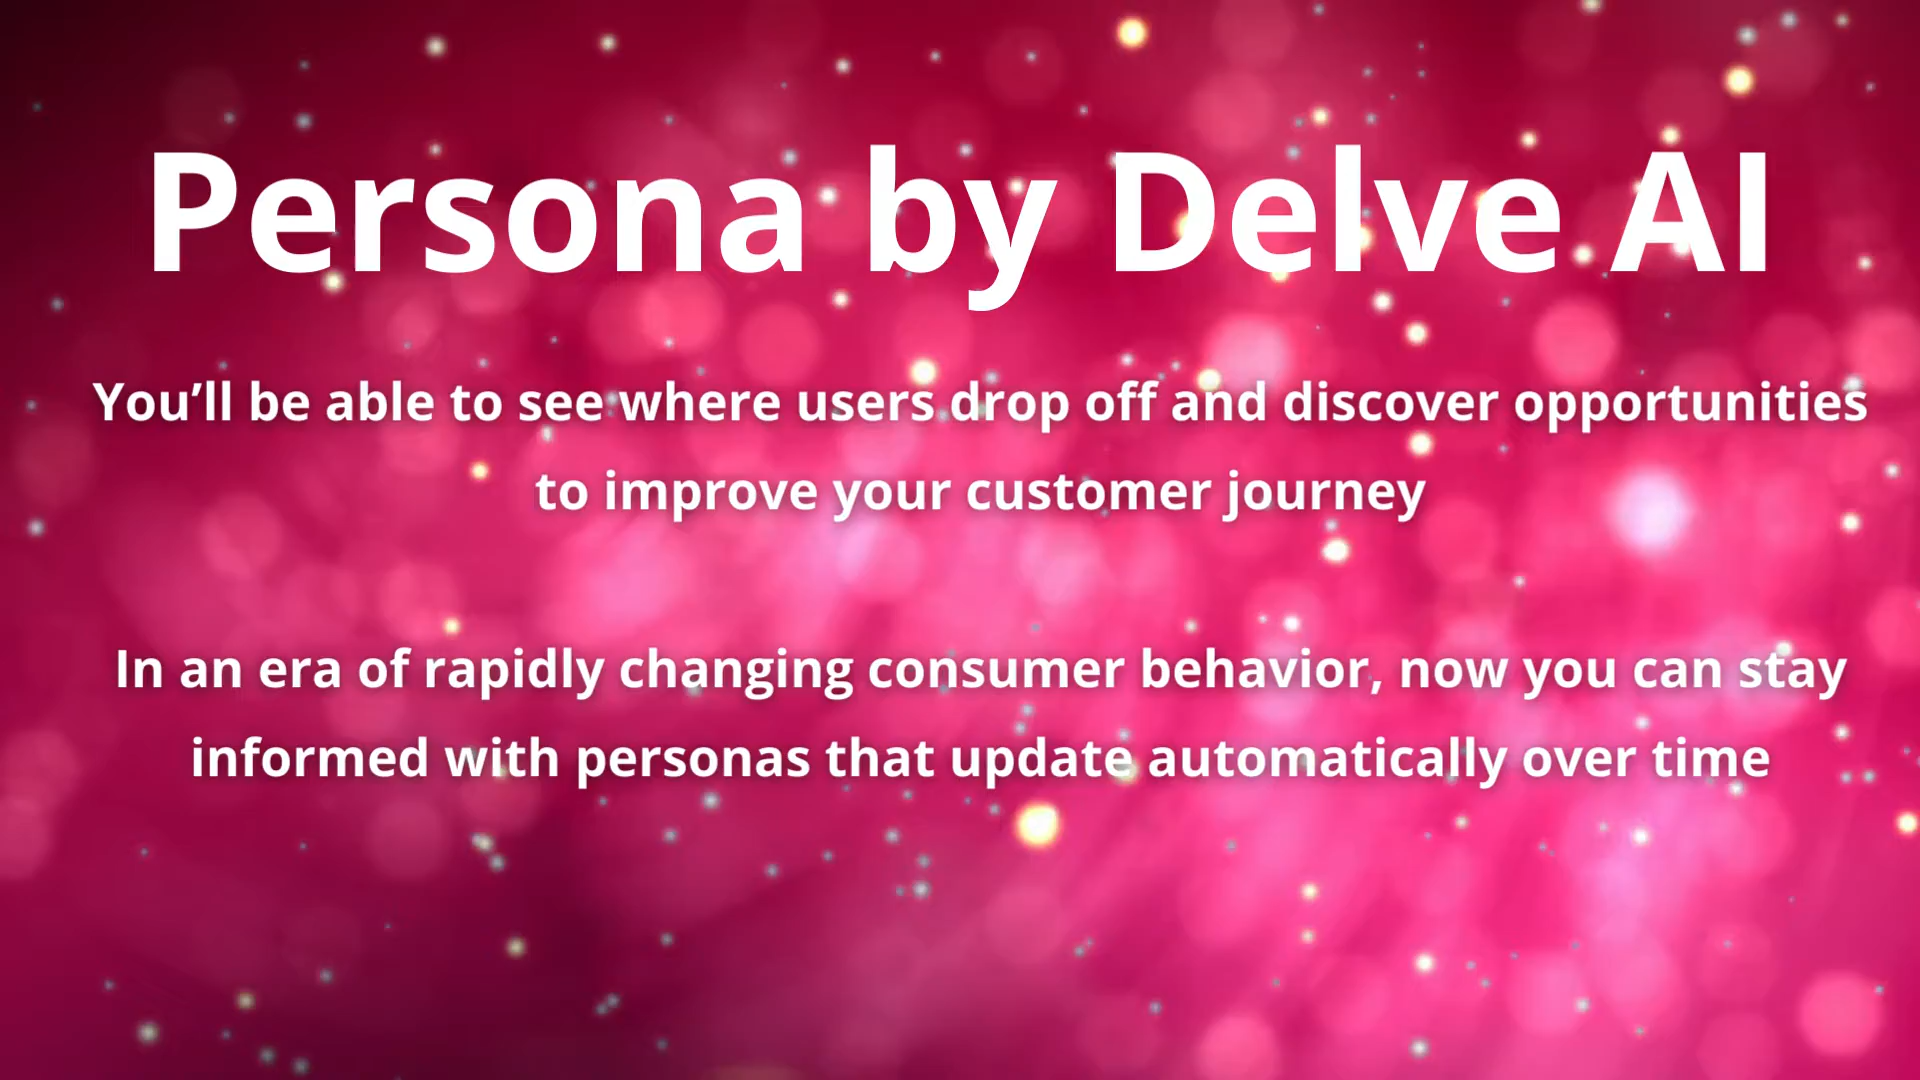 Persona by Delve AI
You’ll be able to see where users drop off and discover opportunities
to improve your customer journey
In an era of rapidly changing consumer behavior, now you can stay
informed with personas that update automatically over time